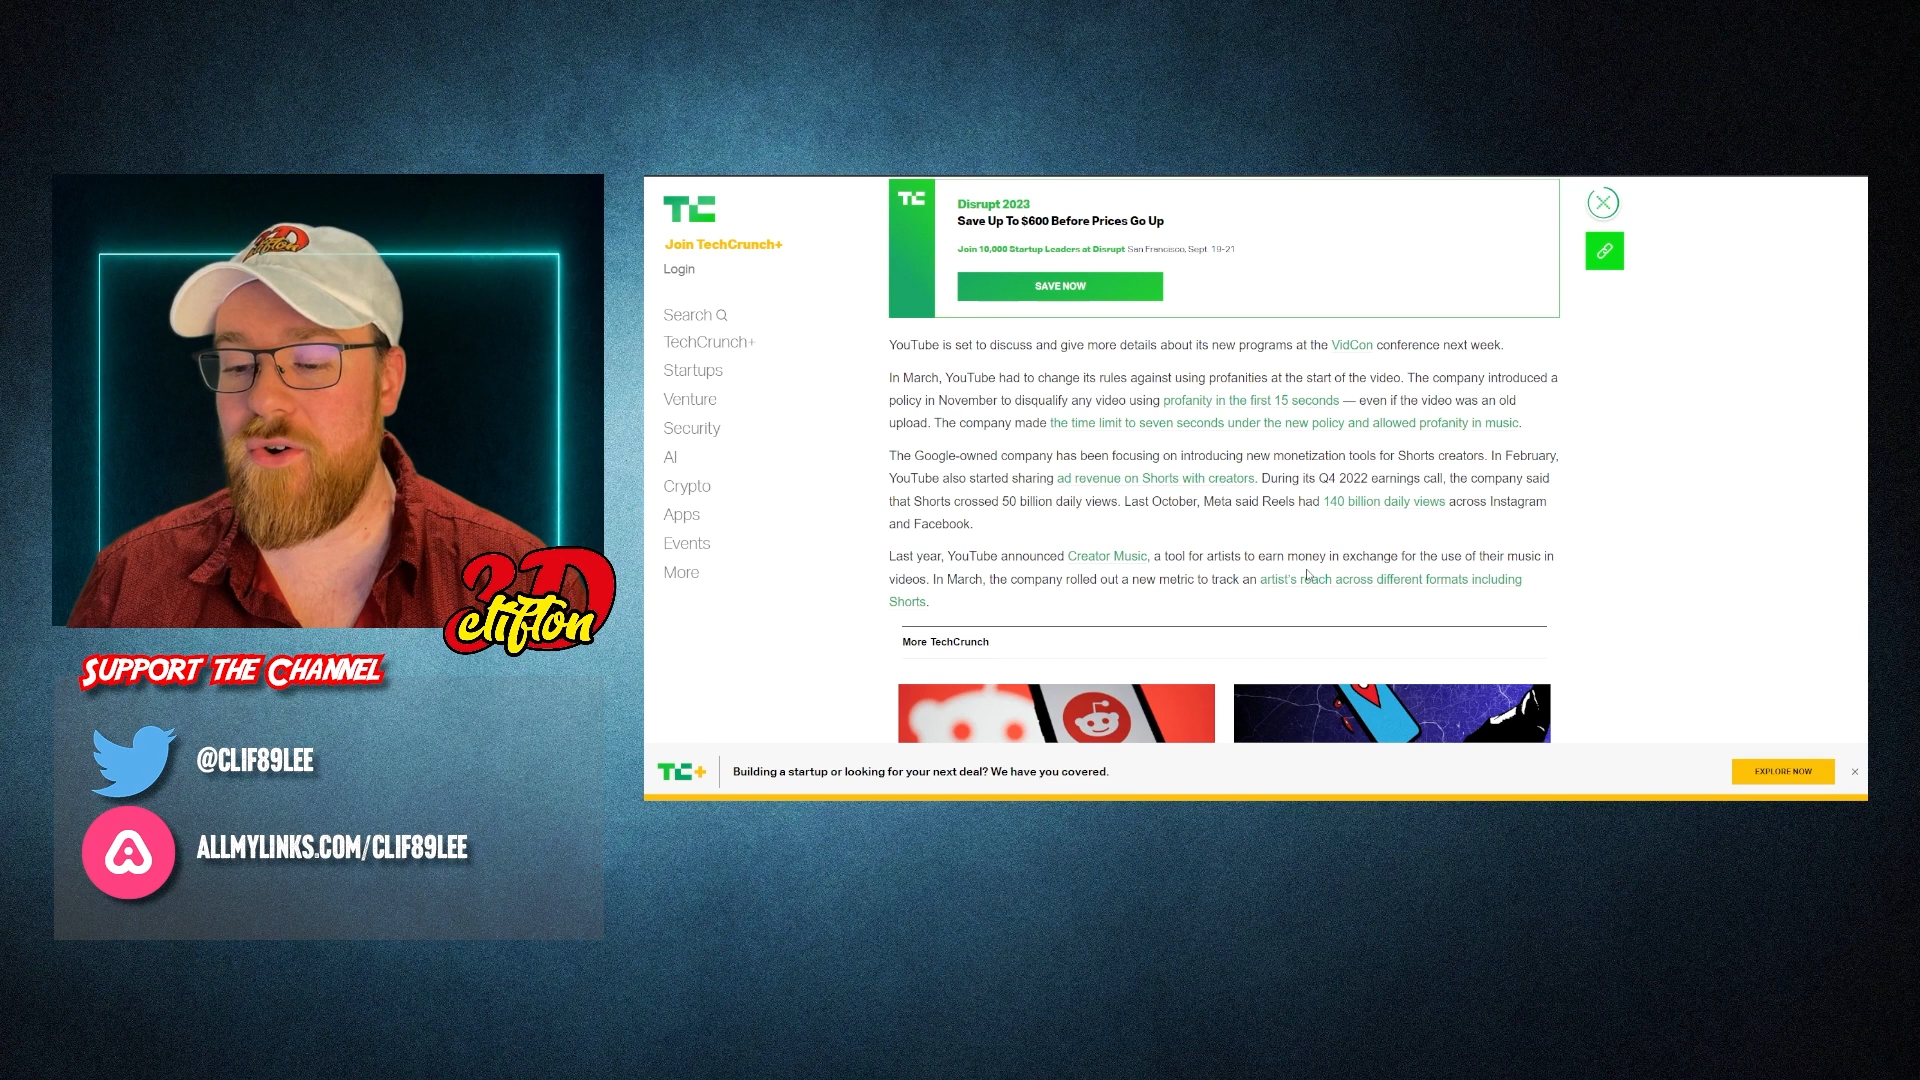 3D
clifton
SUPPORT THE CHANNEL
@CLIF89LEE
ALLMYLINKS.COM/CLIF89LEE
TC
Join TechCrunch+
Login
Search
TechCrunch+
Startups
Venture
Security
AI
Crypto
Apps
Events
More
TC
Disrupt 2023
Save Up To $600 Before Prices Go Up
Join 10,000 Startup Leaders at Disrupt San Francisco, Sept 19-21
SAVE NOW
YouTube is set to discuss and give more details about its new programs at the VidCon conference next week.
In March, YouTube had to change its rules against using profanities at the start of the video. The company introduced a
policy in November to disqualify any video using profanity in the first 15 seconds — even if the video was an old
upload. The company made the time limit to seven seconds under the new policy and allowed profanity in music.
The Google-owned company has been focusing on introducing new monetization tools for Shorts creators. In February,
YouTube also started sharing ad revenue on Shorts with creators. During its Q4 2022 earnings call, the company said
that Shorts crossed 50 billion daily views. Last October, Meta said Reels had 140 billion daily views across Instagram
and Facebook.
Last year, YouTube announced Creator Music, a tool for artists to earn money in exchange for the use of their music in
videos. In March, the company rolled out a new metric to track an artist's reach across different formats including
Shorts.
More TechCrunch
TC+
Building a startup or looking for your next deal? We have you covered.
EXPLORE NOW